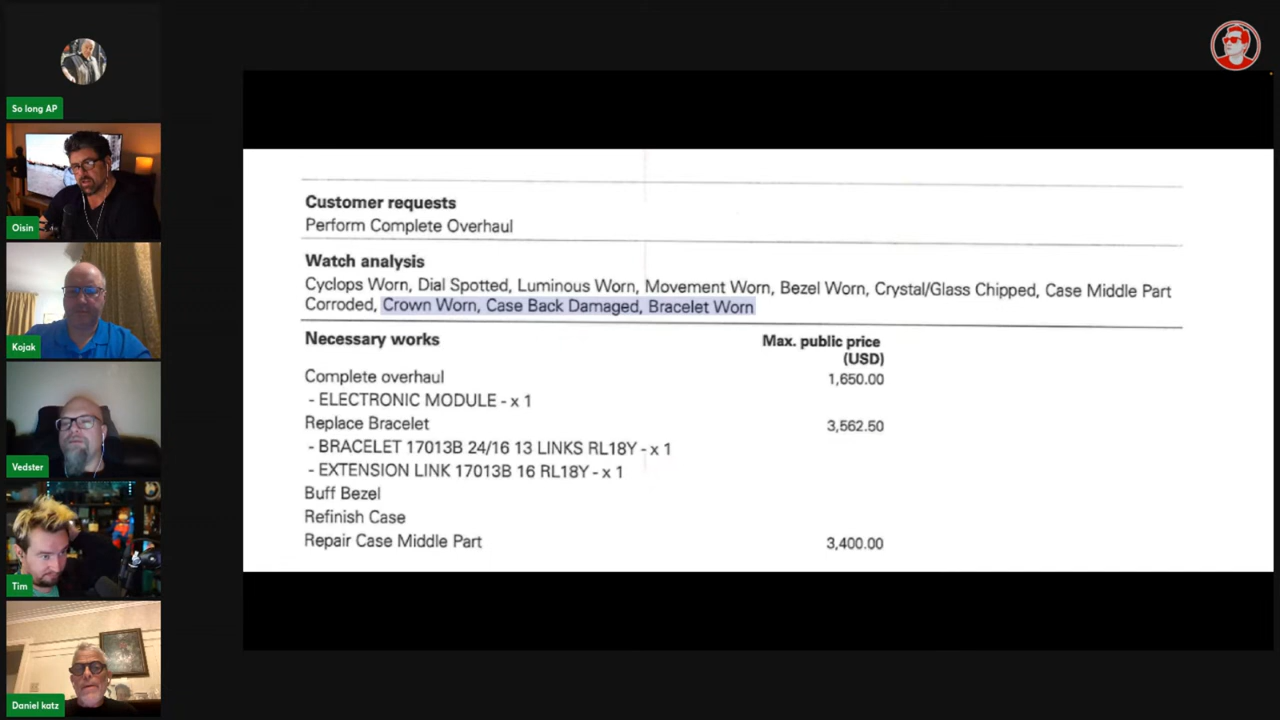 So long AP
Oisin
Kojak
Vedster
Tim
Daniel katz
Customer requests
Perform Complete Overhaul
Watch analysis
Cyclops Worn, Dial Spotted, Luminous Worn, Movement Worn, Bezel Worn, Crystal/Glass Chipped, Case Middle Part
Corroded, Crown Worn, Case Back Damaged, Bracelet Worn
Necessary works Max. public price
(USD)
Complete overhaul 1,650.00
- ELECTRONIC MODULE - x 1
Replace Bracelet 3,562.50
- BRACELET 17013B 24/16 13 LINKS RL18Y - x 1
- EXTENSION LINK 17013B 16 RL18Y - x 1
Buff Bezel
Refinish Case
Repair Case Middle Part 3,400.00